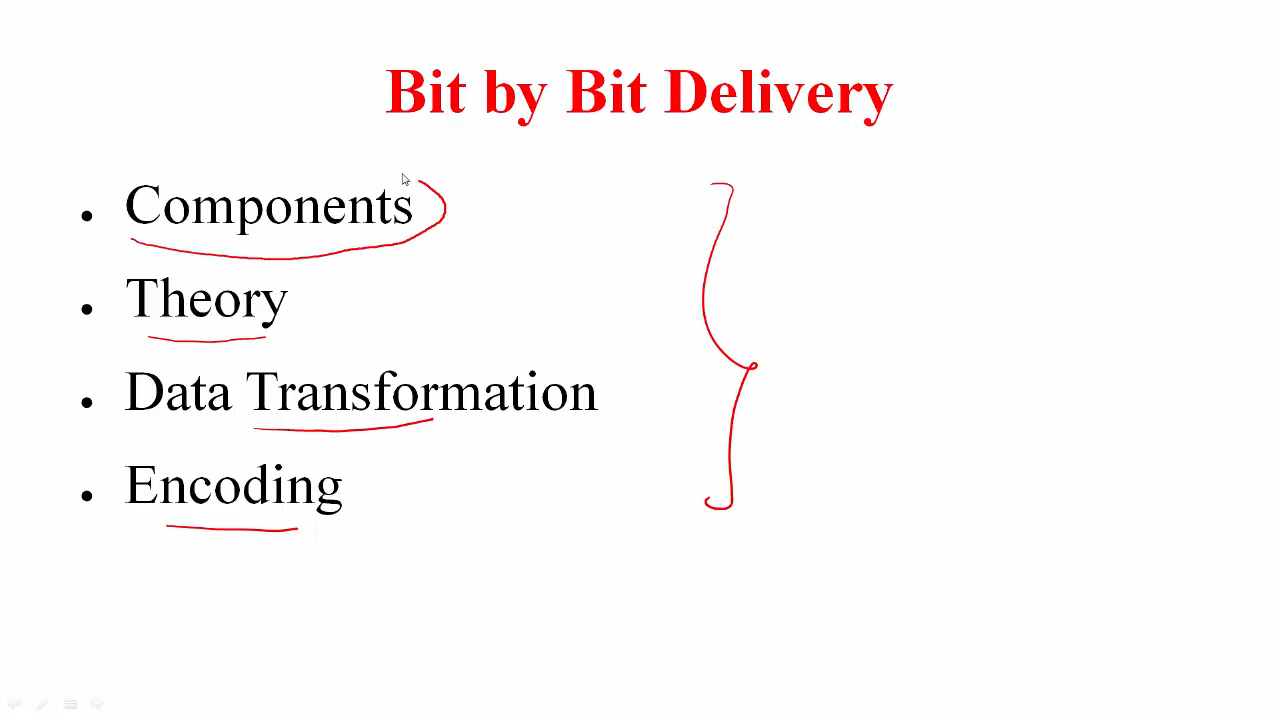 Bit by Bit Delivery
• Components
• Theory
• Data Transformation
• Encoding